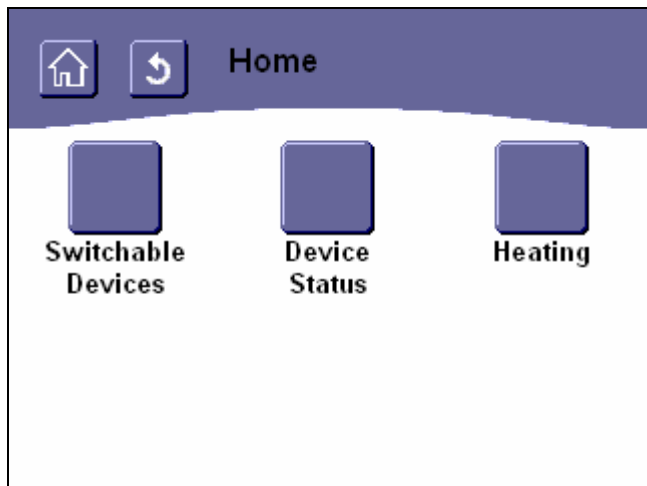 Home
Switchable
Devices
Device
Status
Heating